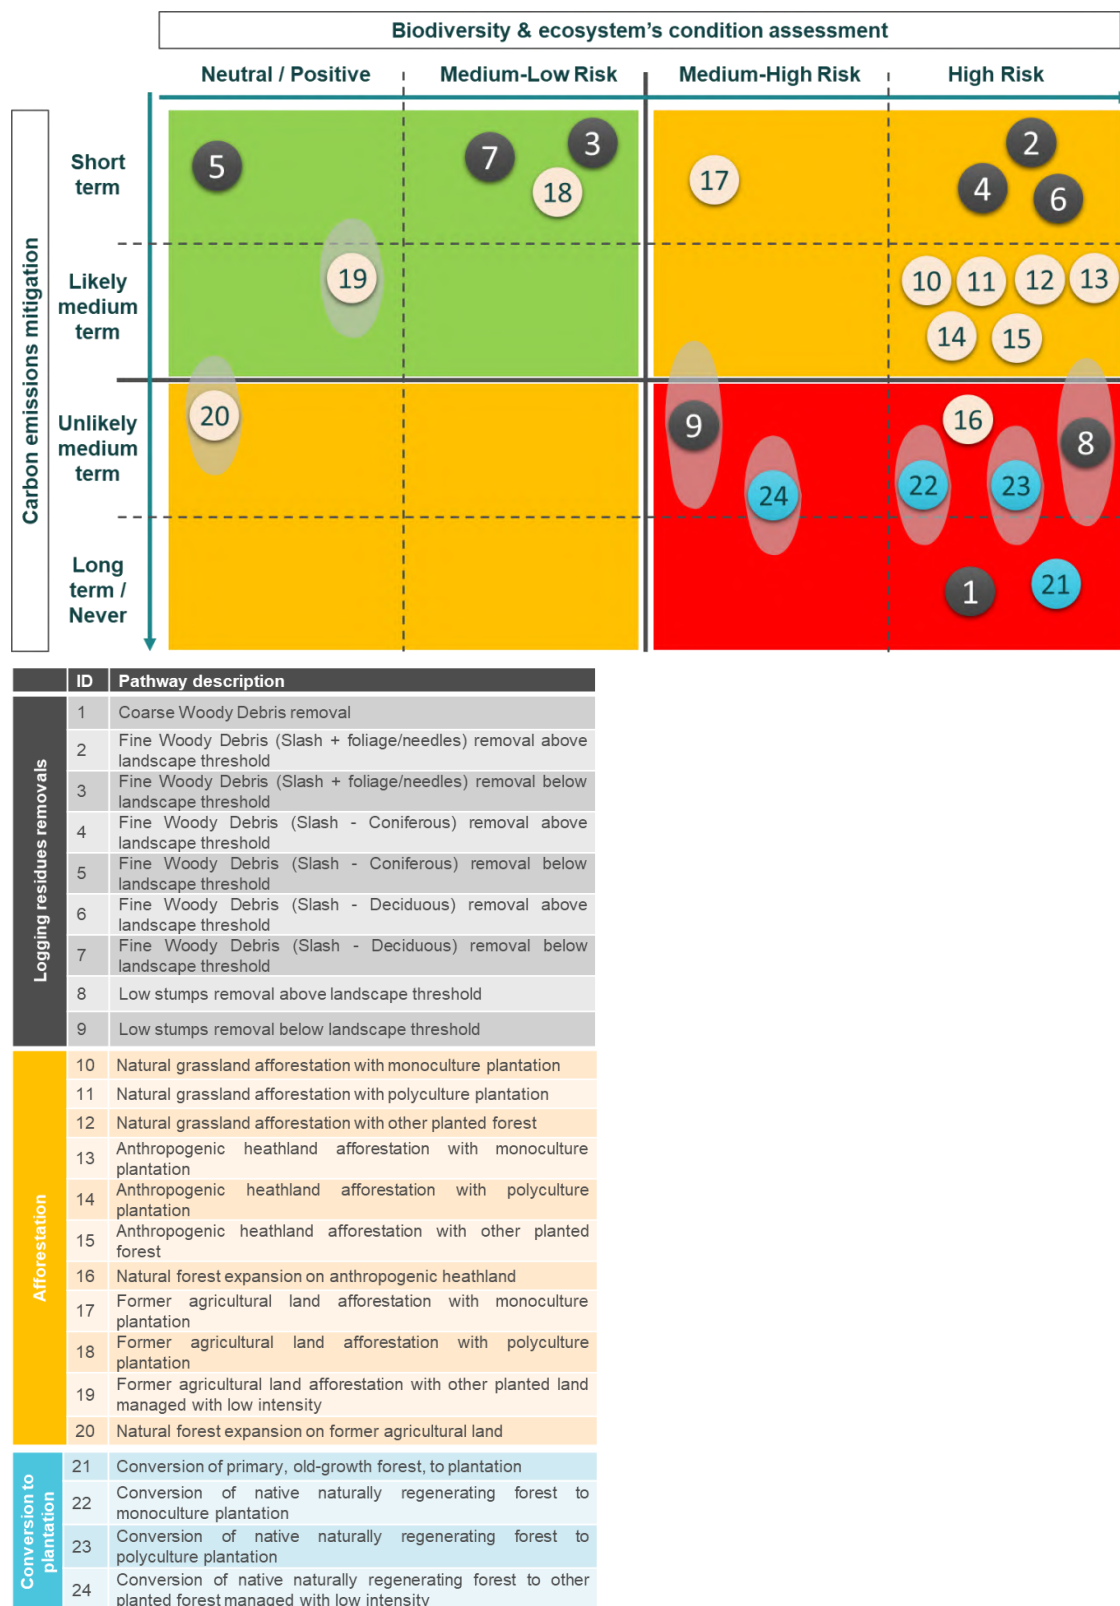 Biodiversity & ecosystem's condition assessment
Neutral / Positive
Medium-Low Risk
Medium-High Risk
High Risk
Carbon emissions mitigation
Short
term
5
7
3
18
17
2
4
6
Likely
medium
term
19
10
11
12
13
14
15
Unlikely
medium
term
20
9
24
16
22
23
8
Long
term /
Never
1
21
ID Pathway description
Logging residues removals
1 Coarse Woody Debris removal
2 Fine Woody Debris (Slash + foliage/needles) removal above
landscape threshold
3 Fine Woody Debris (Slash + foliage/needles) removal below
landscape threshold
4 Fine Woody Debris (Slash - Coniferous) removal above
landscape threshold
5 Fine Woody Debris (Slash - Coniferous) removal below
landscape threshold
6 Fine Woody Debris (Slash - Deciduous) removal above
landscape threshold
7 Fine Woody Debris (Slash - Deciduous) removal below
landscape threshold
8 Low stumps removal above landscape threshold
9 Low stumps removal below landscape threshold
Afforestation
10 Natural grassland afforestation with monoculture plantation
11 Natural grassland afforestation with polyculture plantation
12 Natural grassland afforestation with other planted forest
13 Anthropogenic heathland afforestation with monoculture
plantation
14 Anthropogenic heathland afforestation with polyculture
plantation
15 Anthropogenic heathland afforestation with other planted
forest
16 Natural forest expansion on anthropogenic heathland
17 Former agricultural land afforestation with monoculture
plantation
18 Former agricultural land afforestation with polyculture
plantation
19 Former agricultural land afforestation with other planted land
managed with low intensity
20 Natural forest expansion on former agricultural land
Conversion to
plantation
21 Conversion of primary, old-growth forest, to plantation
22 Conversion of native naturally regenerating forest to
monoculture plantation
23 Conversion of native naturally regenerating forest to
polyculture plantation
24 Conversion of native naturally regenerating forest to other
planted forest managed with low intensity